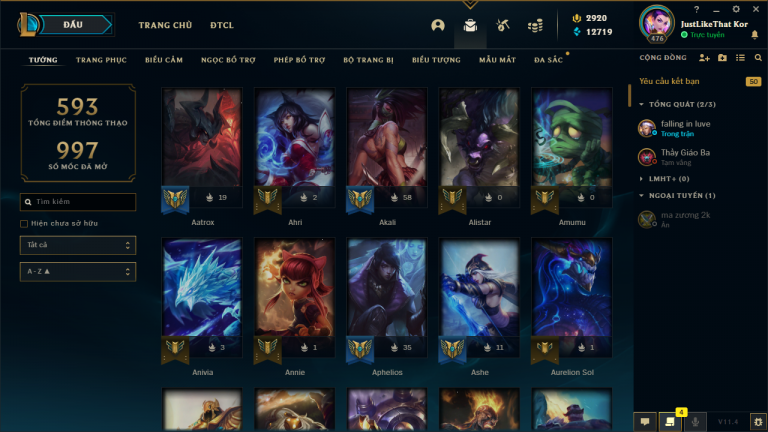 ĐẤU
TRANG CHỦ
ĐTCL
2920
12719
?
476
JustLikeThat Kor
Trực tuyến
TƯỚNG
TRANG PHỤC
BIỂU CẢM
NGỌC BỔ TRỢ
PHÉP BỔ TRỢ
BỘ TRANG BỊ
BIỂU TƯỢNG
MẪU MẮT
ĐA SẮC
CỘNG ĐỒNG
Yêu cầu kết bạn
50
TỔNG QUÁT (2/3)
falling in luve
Trong trận
Thầy Giáo Ba
Tạm vắng
LMHT+ (0)
NGOẠI TUYẾN (1)
ma zương 2k
Ẩn
593
TỔNG ĐIỂM THÔNG THẠO
997
SỐ MỐC ĐÃ MỞ
Tìm kiếm
Hiện chưa sở hữu
Tất cả
A - Z
19
2
58
0
0
Aatrox
Ahri
Akali
Alistar
Amumu
3
1
35
11
1
Anivia
Annie
Aphelios
Ashe
Aurelion Sol
4
V11.4